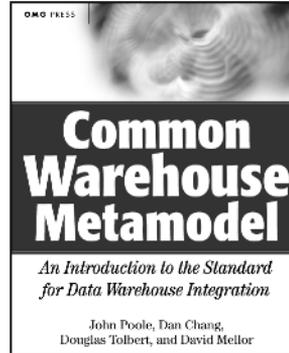 OMG PRESS
Common
Warehouse
Metamodel
An Introduction to the Standard
for Data Warehouse Integration
John Poole, Dan Chang,
Douglas Tolbert, and David Mellor